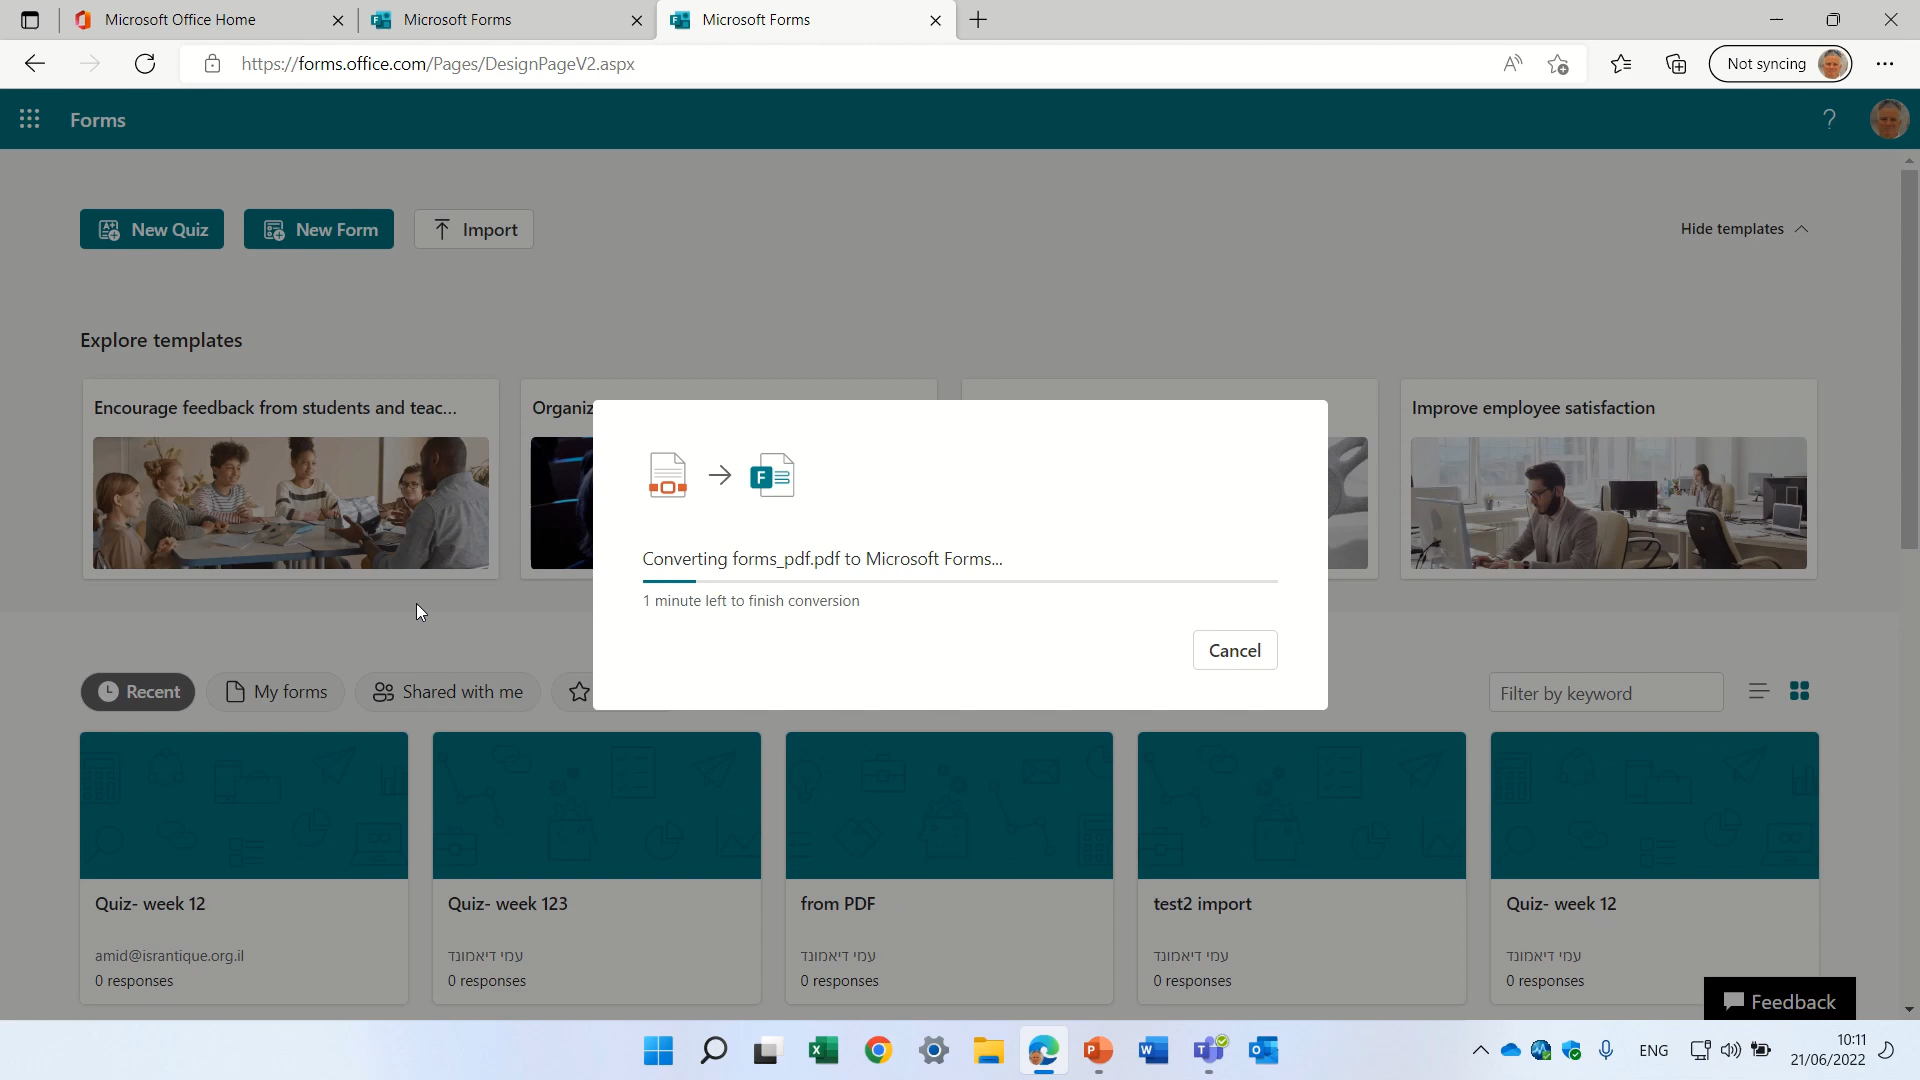 Microsoft Office Home
Microsoft Forms
Microsoft Forms
https://forms.office.com/Pages/DesignPageV2.aspx
Not syncing
Forms
New Quiz
New Form
Import
Hide templates
Explore templates
Encourage feedback from students and teac...
Organiz
Improve employee satisfaction
Converting forms_pdf.pdf to Microsoft Forms...
1 minute left to finish conversion
Cancel
Recent
My forms
Shared with me
Filter by keyword
Quiz- week 12
Quiz- week 123
from PDF
test2 import
Quiz- week 12
amid@israntique.org.il
עמי דיאמונד
עמי דיאמונד
עמי דיאמונד
עמי דיאמונד
0 responses
0 responses
0 responses
0 responses
0 responses
Feedback
ENG
10:11
21/06/2022